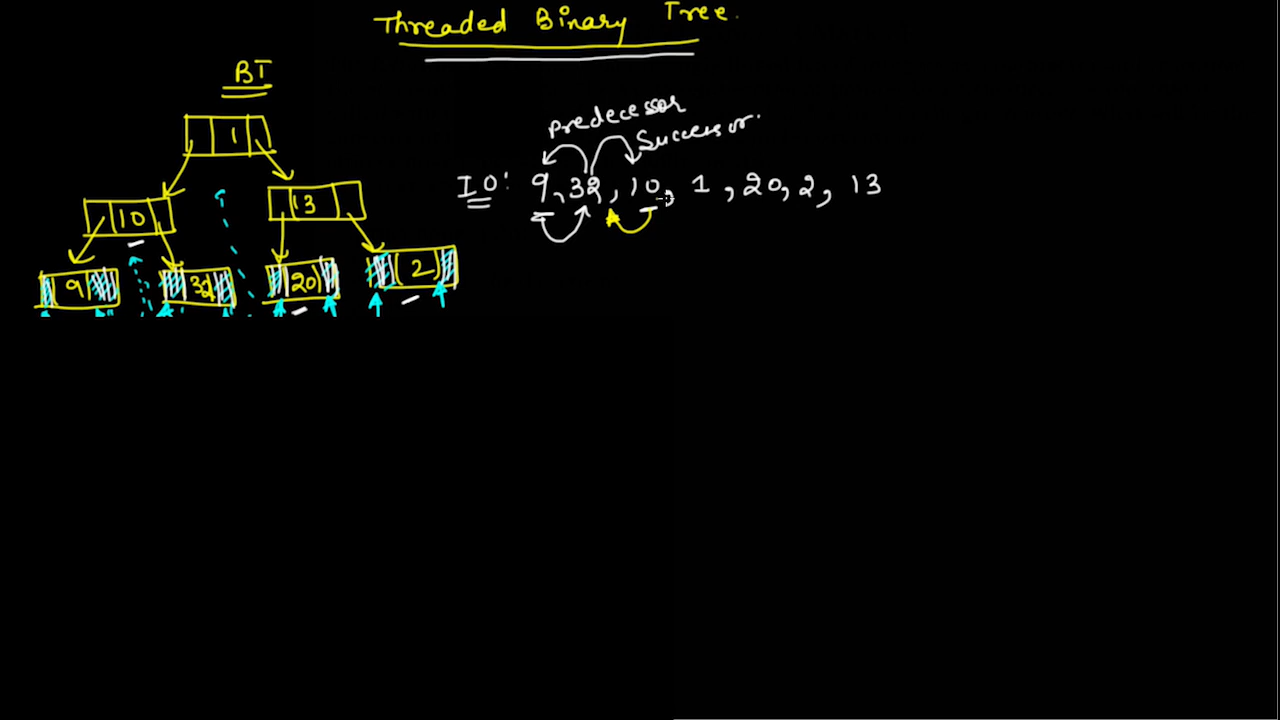 Threaded Binary Tree.
BT
1
10
13
9
32
20
2
Predecessor
Successor.
IO: 9, 32, 10, 1, 20, 2, 13